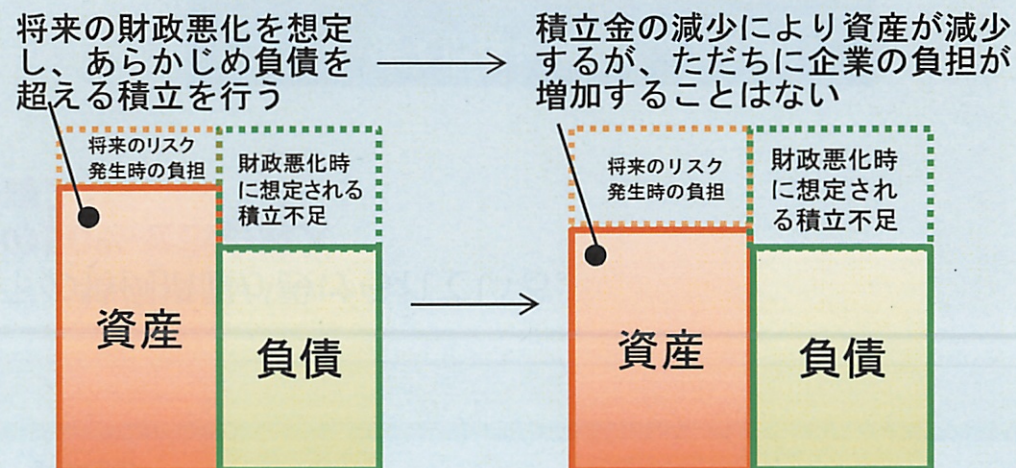 将来の財政悪化を想定
し、あらかじめ負債を
超える積立を行う
将来のリスク
発生時の負担
財政悪化時
に想定される
積立不足
資産
負債
積立金の減少により資産が減少
するが、ただちに企業の負担が
増加することはない
将来のリスク
発生時の負担
財政悪化時
に想定され
る積立不足
資産
負債